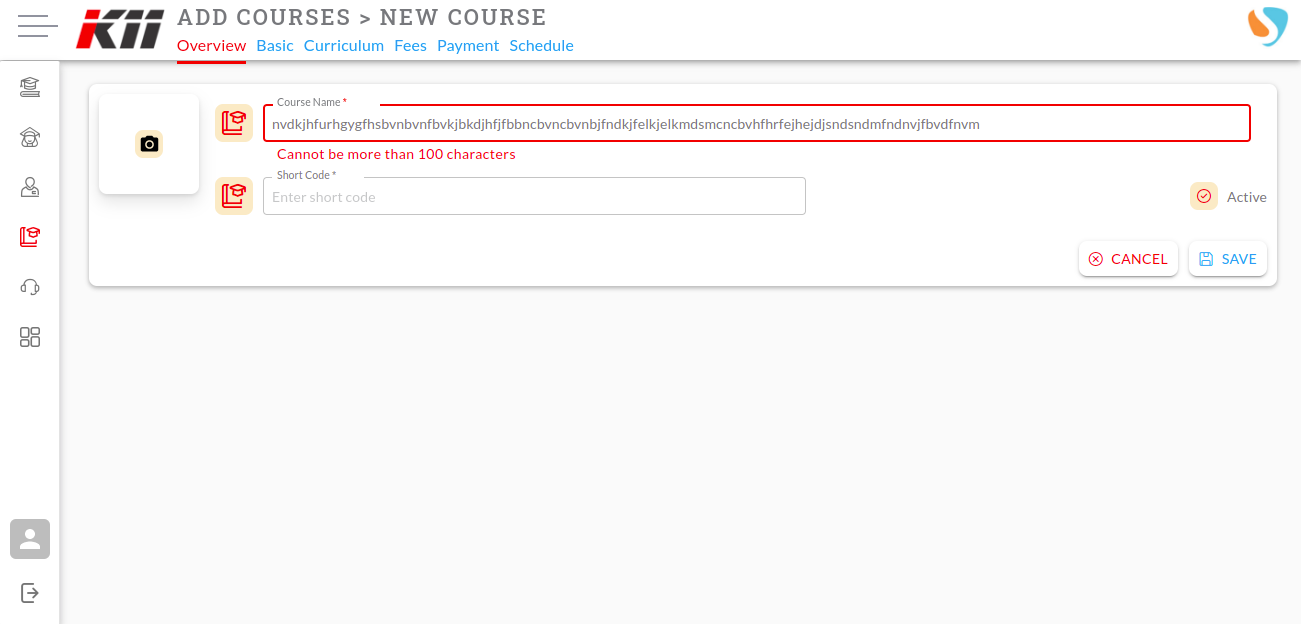 KII
ADD COURSES > NEW COURSE
Overview Basic Curriculum Fees Payment Schedule
Course Name *
nvdkjhfurhgygfhsbvnbvnfbvkjbkdjhfjfbbncbvncbvnbjfndkjfelkjelkmdsmcncbvhfhrfejhejdjsndsndmfndnvjfbvdfnvm
Cannot be more than 100 characters
Short Code *
Enter short code
Active
CANCEL SAVE